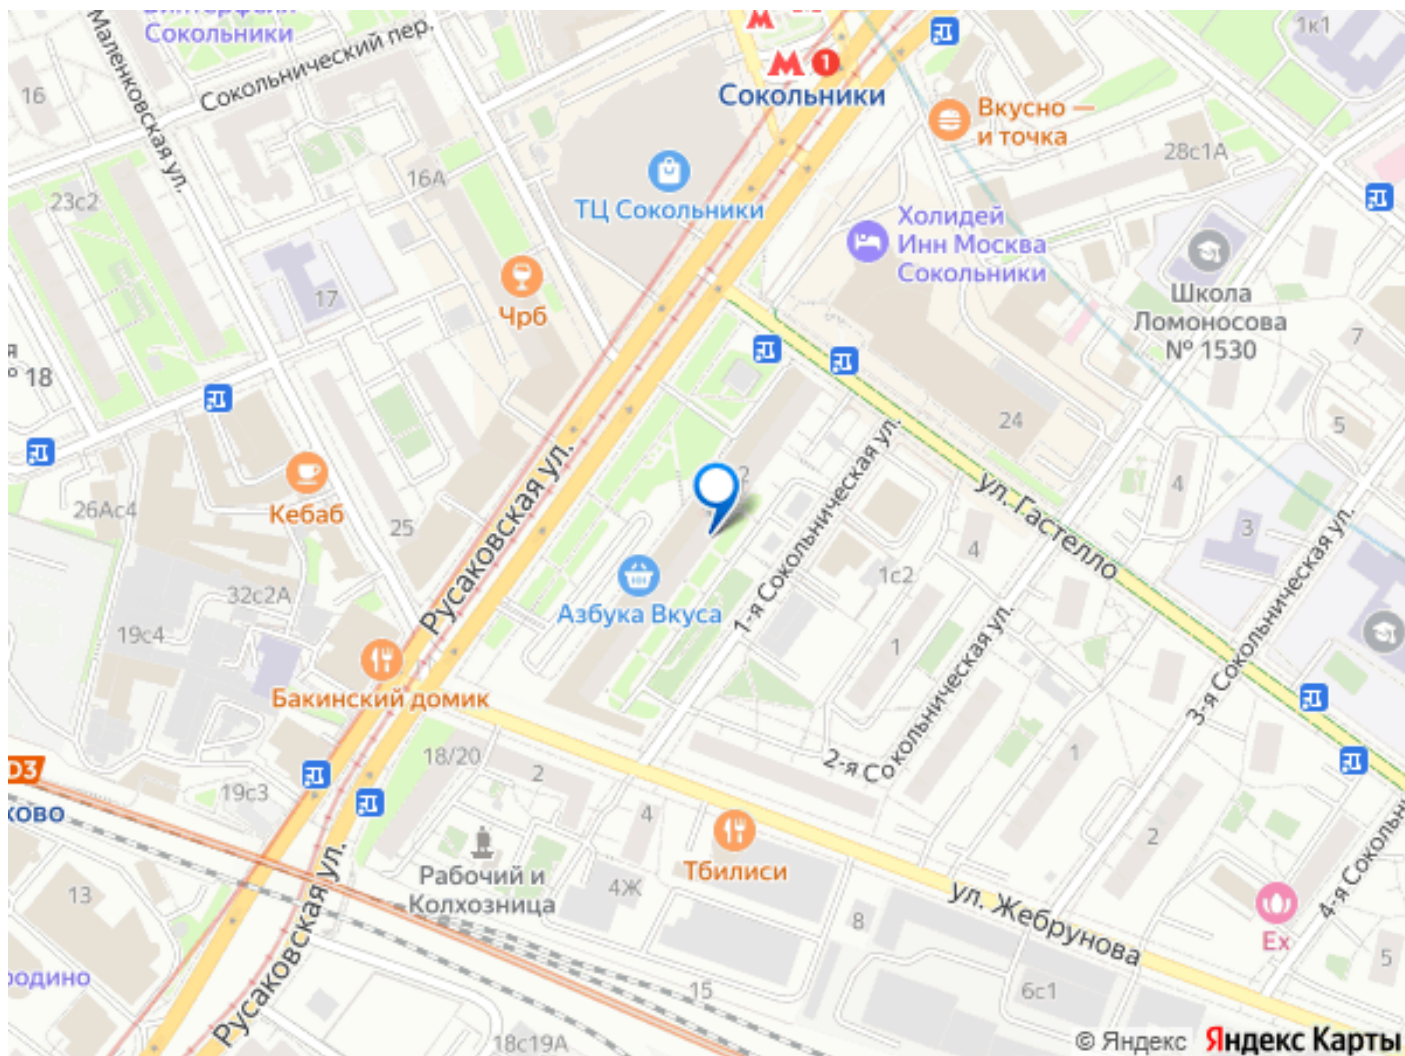 Сокольники
Сокольнический пер.
Маленковская ул.
16
23с2
16А
17
М 1
Сокольники
Вкусно —
и точка
1к1
28с1А
ТЦ Сокольники
Холидей
Инн Москва
Сокольники
Школа
Ломоносова
№ 1530
7
Чрб
18
24
5
Кебаб
26Ас4
25
Русаковская ул.
2
1-я Сокольническая ул.
ул. Гастелло
4
3
4
1с2
Азбука Вкуса
32с2А
19с4
1
2-я Сокольническая ул.
3-я Сокольническая ул.
Бакинский домик
18/20
2
1
D3
19с3
4
2
Тбилиси
Рабочий и
Колхозница
4Ж
13
8
ул. Жебрунова
Ex
5
Русаковская ул.
15
6с1
18с19А
© Яндекс Яндекс Карты